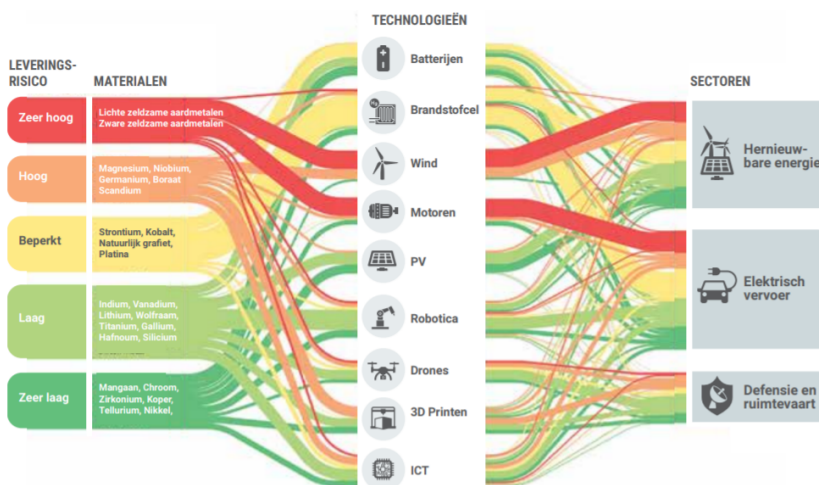 TECHNOLOGIEËN
LEVERINGS-
RISICO
MATERIALEN
SECTOREN
Zeer hoog
Lichte zeldzame aardmetalen
Zware zeldzame aardmetalen
Hoog
Magnesium, Niobium,
Germanium, Boraat
Scandium
Beperkt
Strontium, Kobalt,
Natuurlijk grafiet,
Platina
Laag
Indium, Vanadium,
Lithium, Wolfraam,
Titanium, Gallium,
Hafnoum, Silicium
Zeer laag
Mangaan, Chroom,
Zirkonium, Koper,
Tellurium, Nikkel,
Batterijen
Brandstofcel
Wind
Motoren
PV
Robotica
Drones
3D Printen
ICT
Hernieuw-
bare energie
Elektrisch
vervoer
Defensie en
ruimtevaart